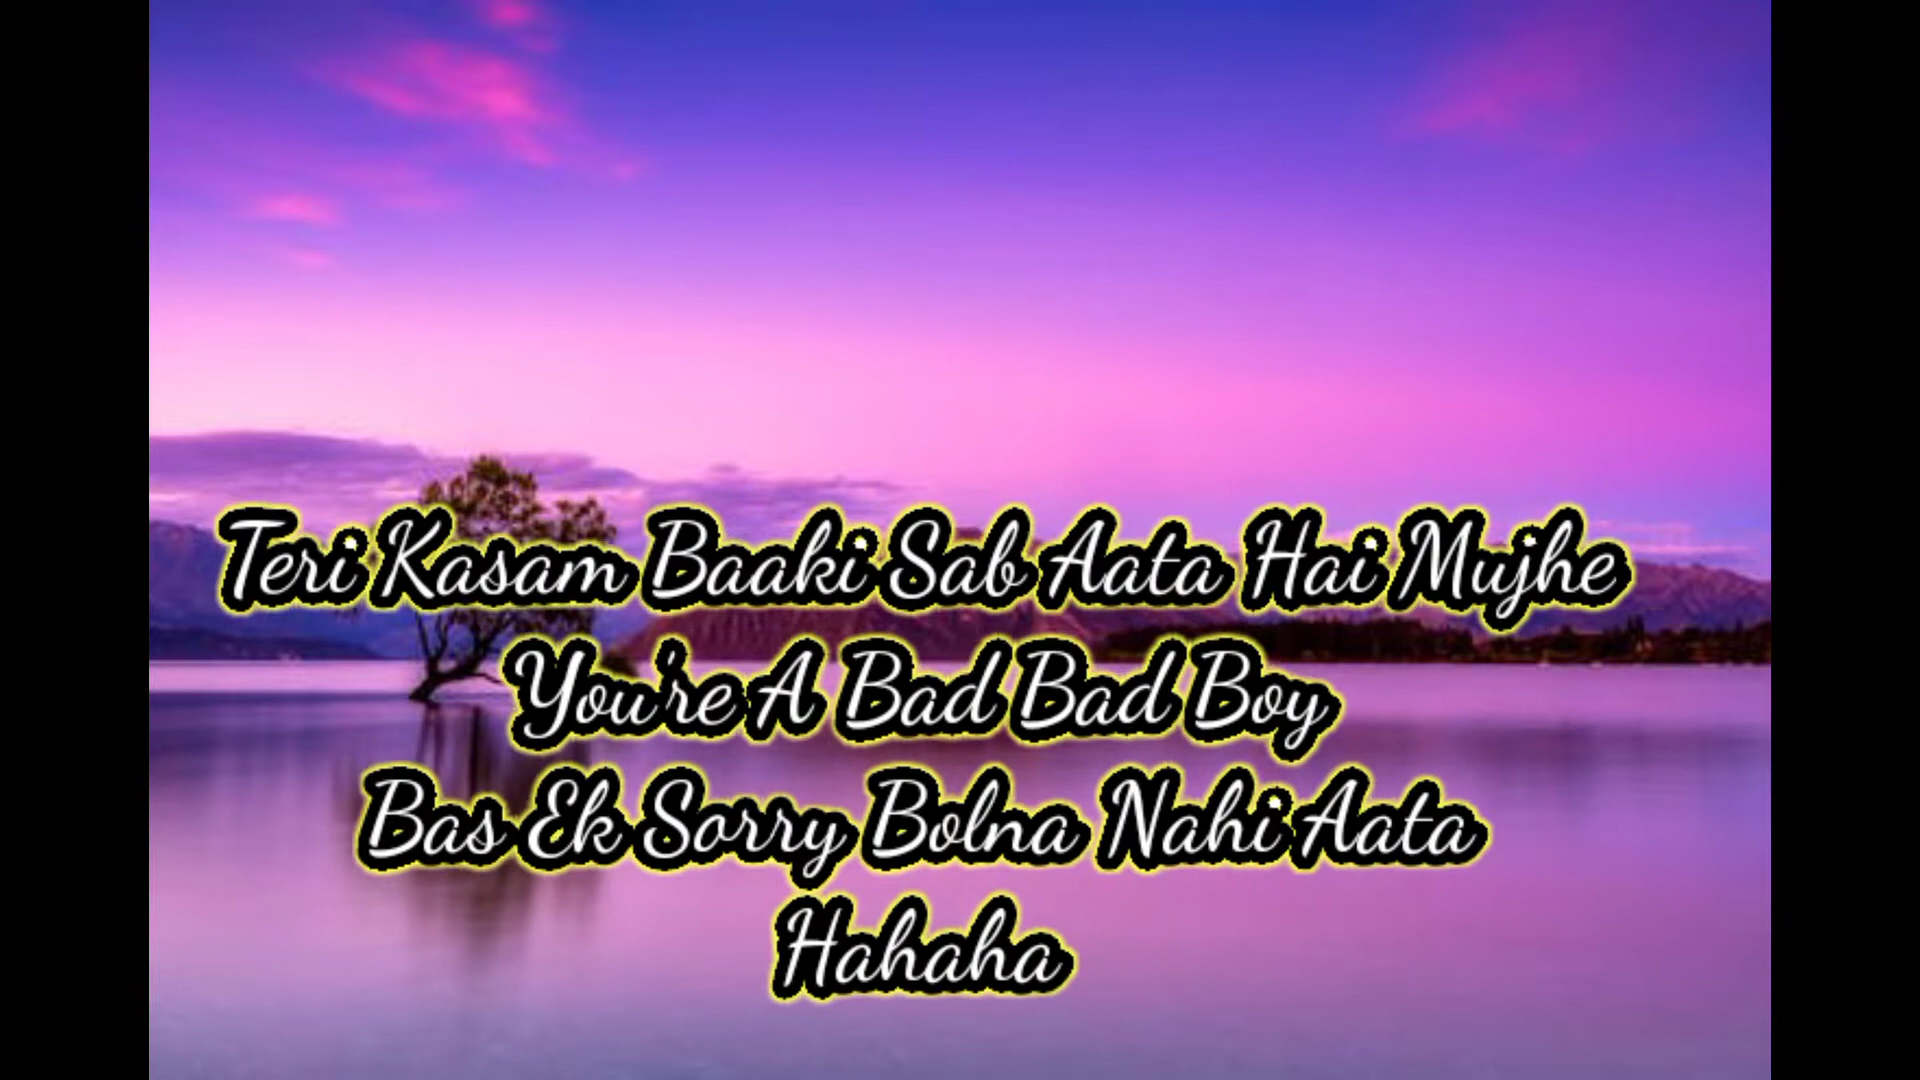 Teri Kasam Baaki Sab Aata Hai Mujhe
You're A Bad Bad Boy
Bas Ek Sorry Bolna Nahi Aata
Hahaha